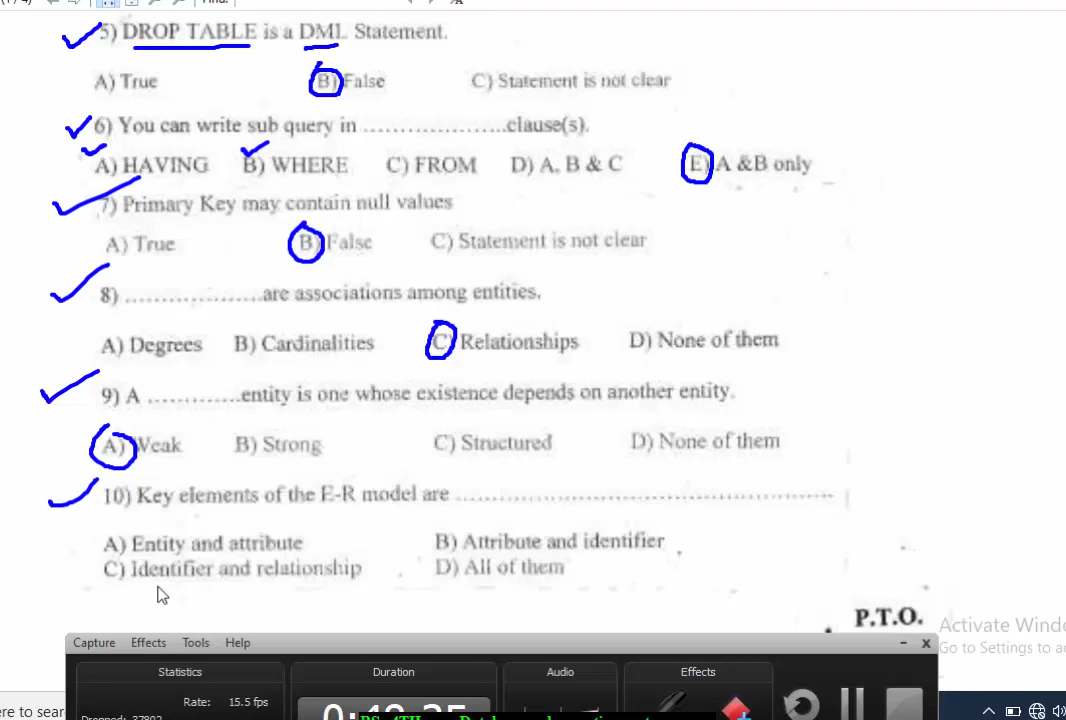 5) DROP TABLE is a DML Statement.
A) True B) False C) Statement is not clear
6) You can write sub query in .....................clause(s).
A) HAVING B) WHERE C) FROM D) A, B & C E) A &B only
7) Primary Key may contain null values
A) True B) False C) Statement is not clear
8) ....................are associations among entities.
A) Degrees B) Cardinalities C) Relationships D) None of them
9) A .............entity is one whose existence depends on another entity.
A) Weak B) Strong C) Structured D) None of them
10) Key elements of the E-R model are ......................................................
A) Entity and attribute B) Attribute and identifier
C) Identifier and relationship D) All of them
P.T.O.
Activate Windo
Go to Settings to a
Capture Effects Tools Help
Statistics Duration Audio Effects
Rate: 15.5 fps
ere to sear